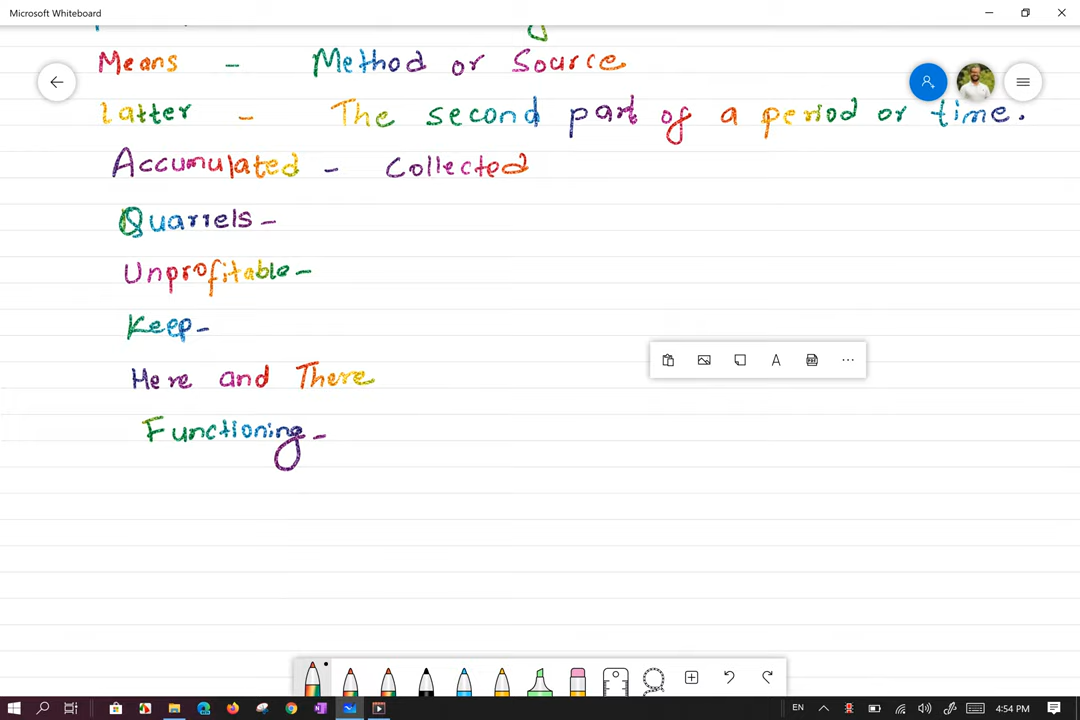 Microsoft Whiteboard
Means - Method or Source
Latter - The second part of a period or time.
Accumulated - Collected
Quarrels -
Unprofitable -
Keep -
Here and There
Functioning -
EN 4:54 PM